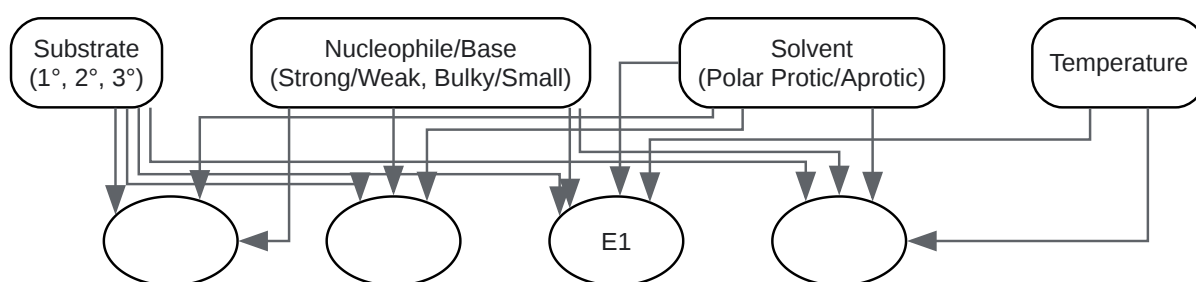 Substrate
(1°, 2°, 3°)
Nucleophile/Base
(Strong/Weak, Bulky/Small)
Solvent
(Polar Protic/Aprotic)
Temperature
E1